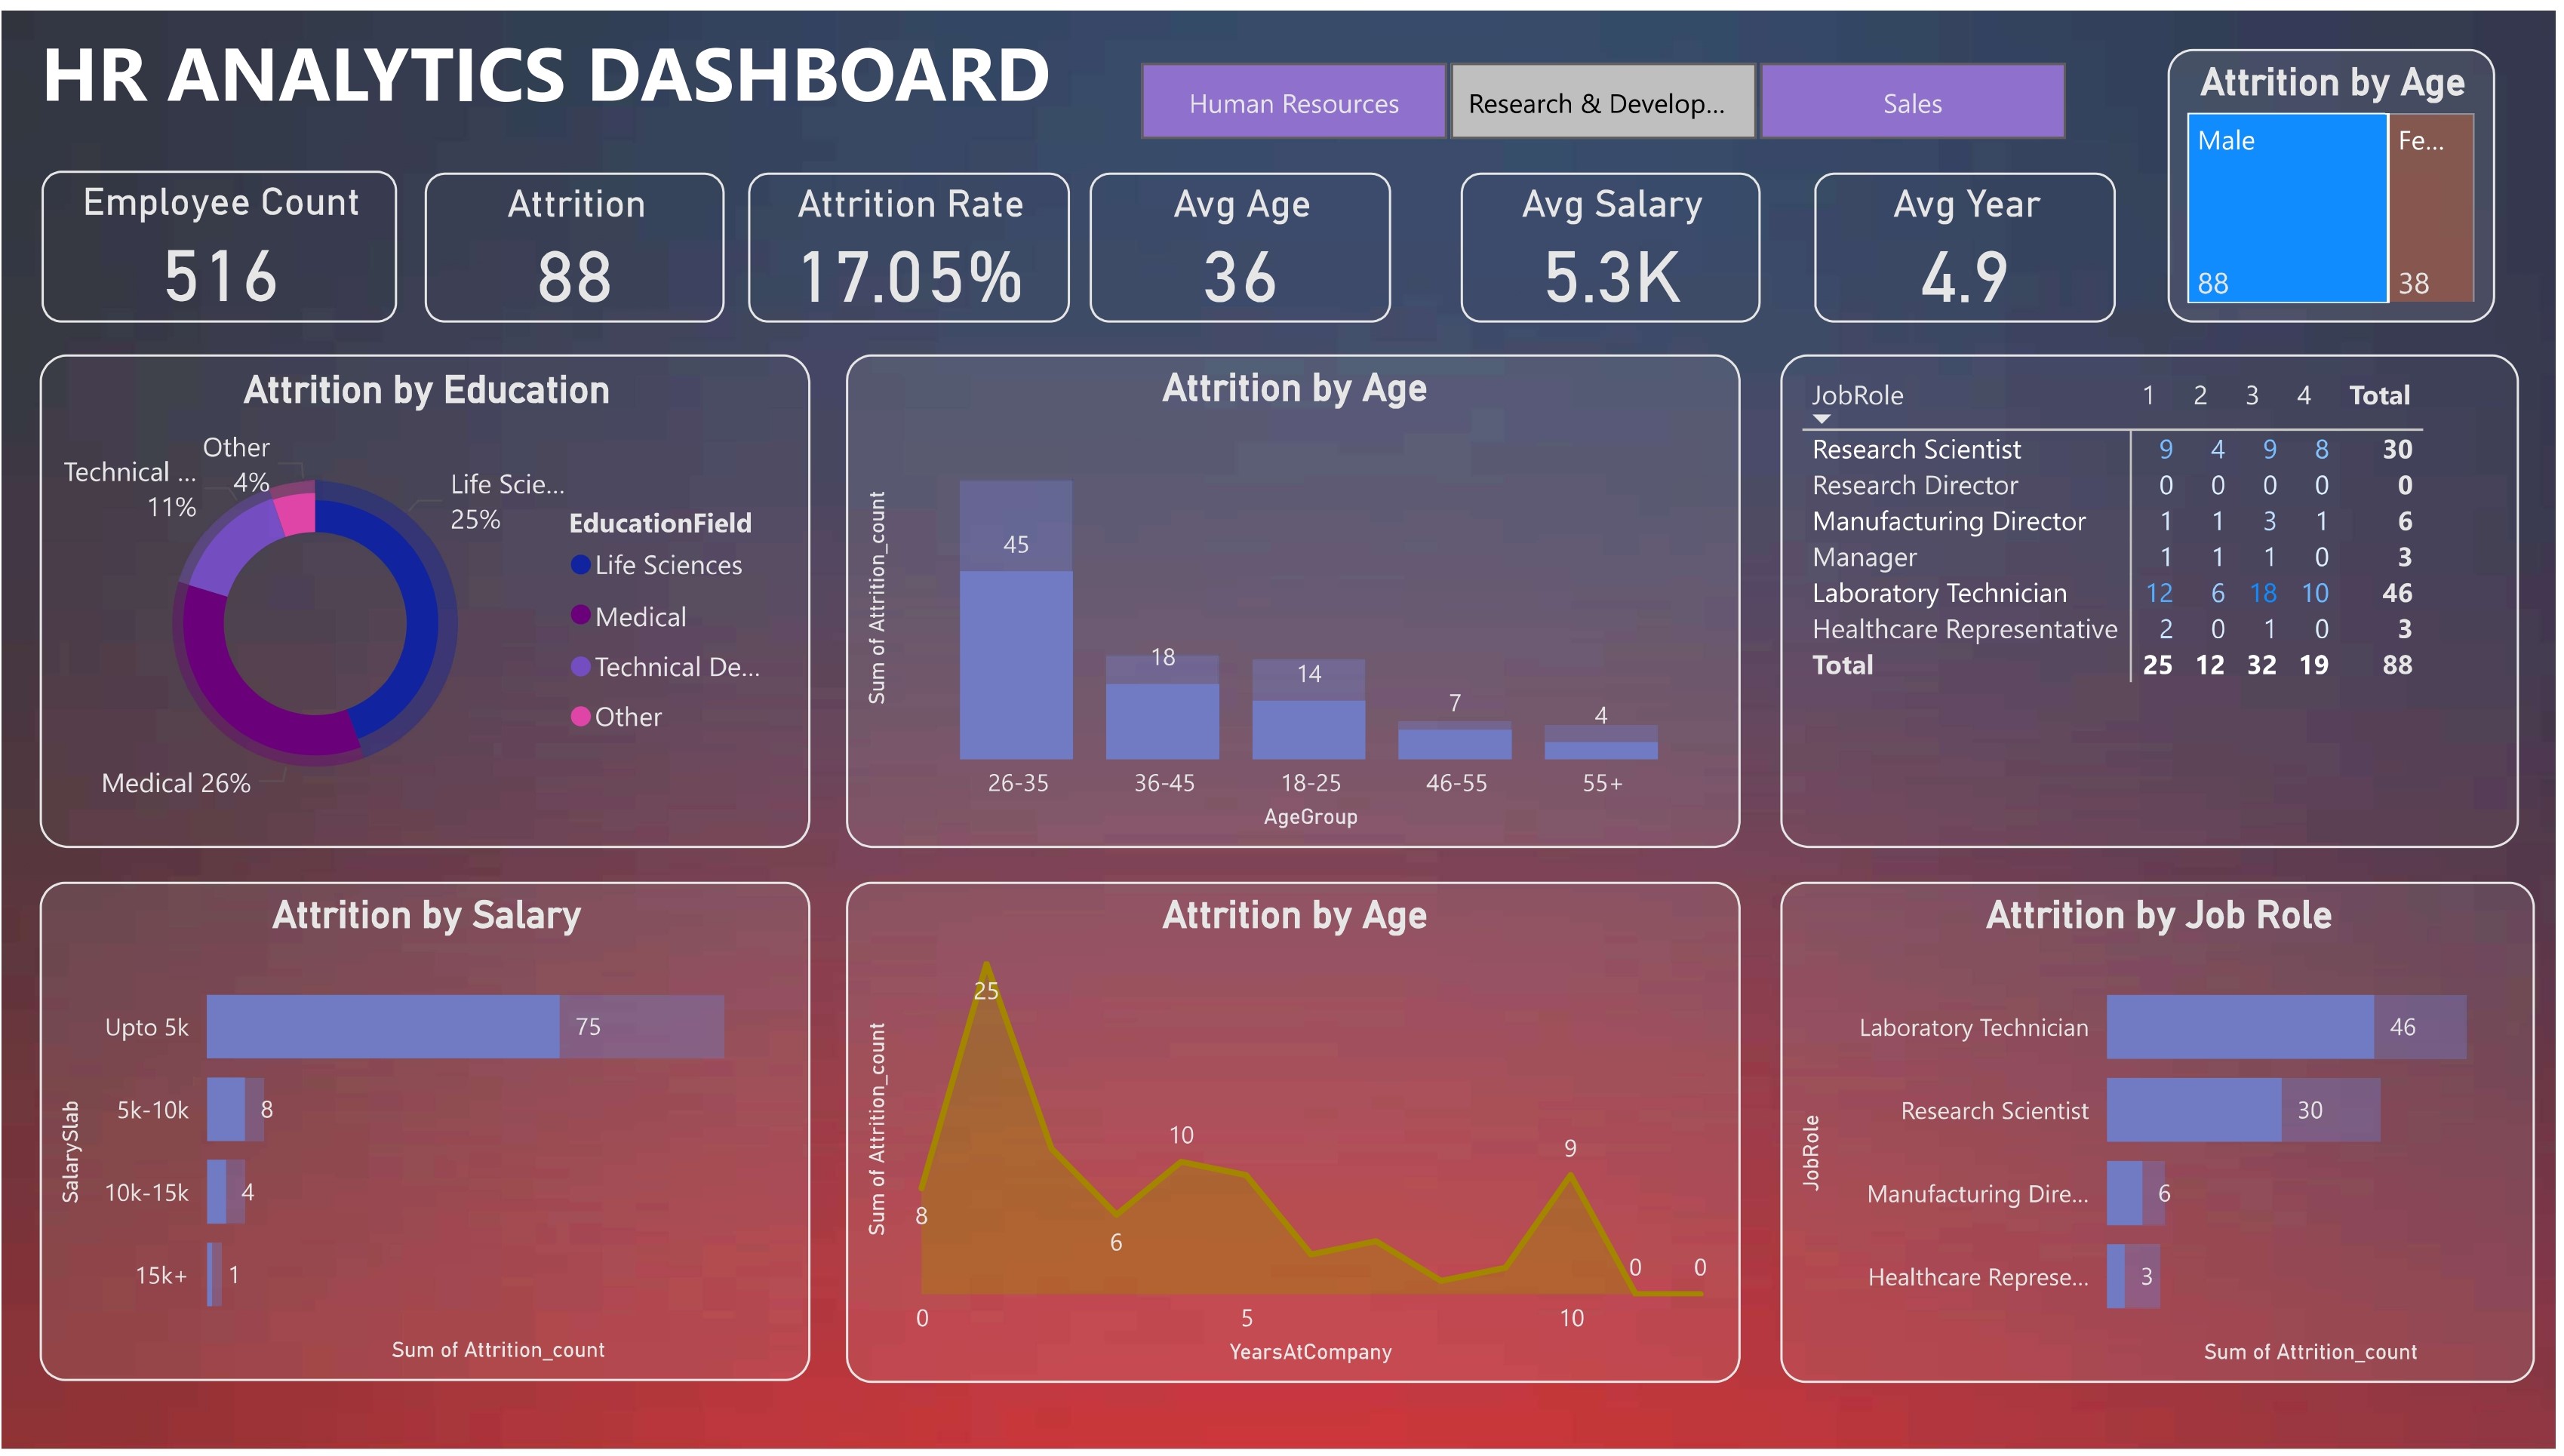 HR ANALYTICS DASHBOARD
Human Resources
Research & Develop...
Sales
Attrition by Age
Male
Fe...
88
38
Employee Count
516
Attrition
88
Attrition Rate
17.05%
Avg Age
36
Avg Salary
5.3K
Avg Year
4.9
Attrition by Education
Other
4%
Technical ...
11%
Life Scie...
25%
Medical 26%
EducationField
Life Sciences
Medical
Technical De...
Other
Attrition by Age
Sum of Attrition_count
45
18
14
7
4
26-35
36-45
18-25
46-55
55+
AgeGroup
JobRole 1 2 3 4 Total
Research Scientist 9 4 9 8 30
Research Director 0 0 0 0 0
Manufacturing Director 1 1 3 1 6
Manager 1 1 1 0 3
Laboratory Technician 12 6 18 10 46
Healthcare Representative 2 0 1 0 3
Total 25 12 32 19 88
Attrition by Salary
SalarySlab
Upto 5k 75
5k-10k 8
10k-15k 4
15k+ 1
Sum of Attrition_count
Attrition by Age
Sum of Attrition_count
25
10
9
8
6
0
0
0
5
10
YearsAtCompany
Attrition by Job Role
JobRole
Laboratory Technician 46
Research Scientist 30
Manufacturing Dire... 6
Healthcare Represe... 3
Sum of Attrition_count